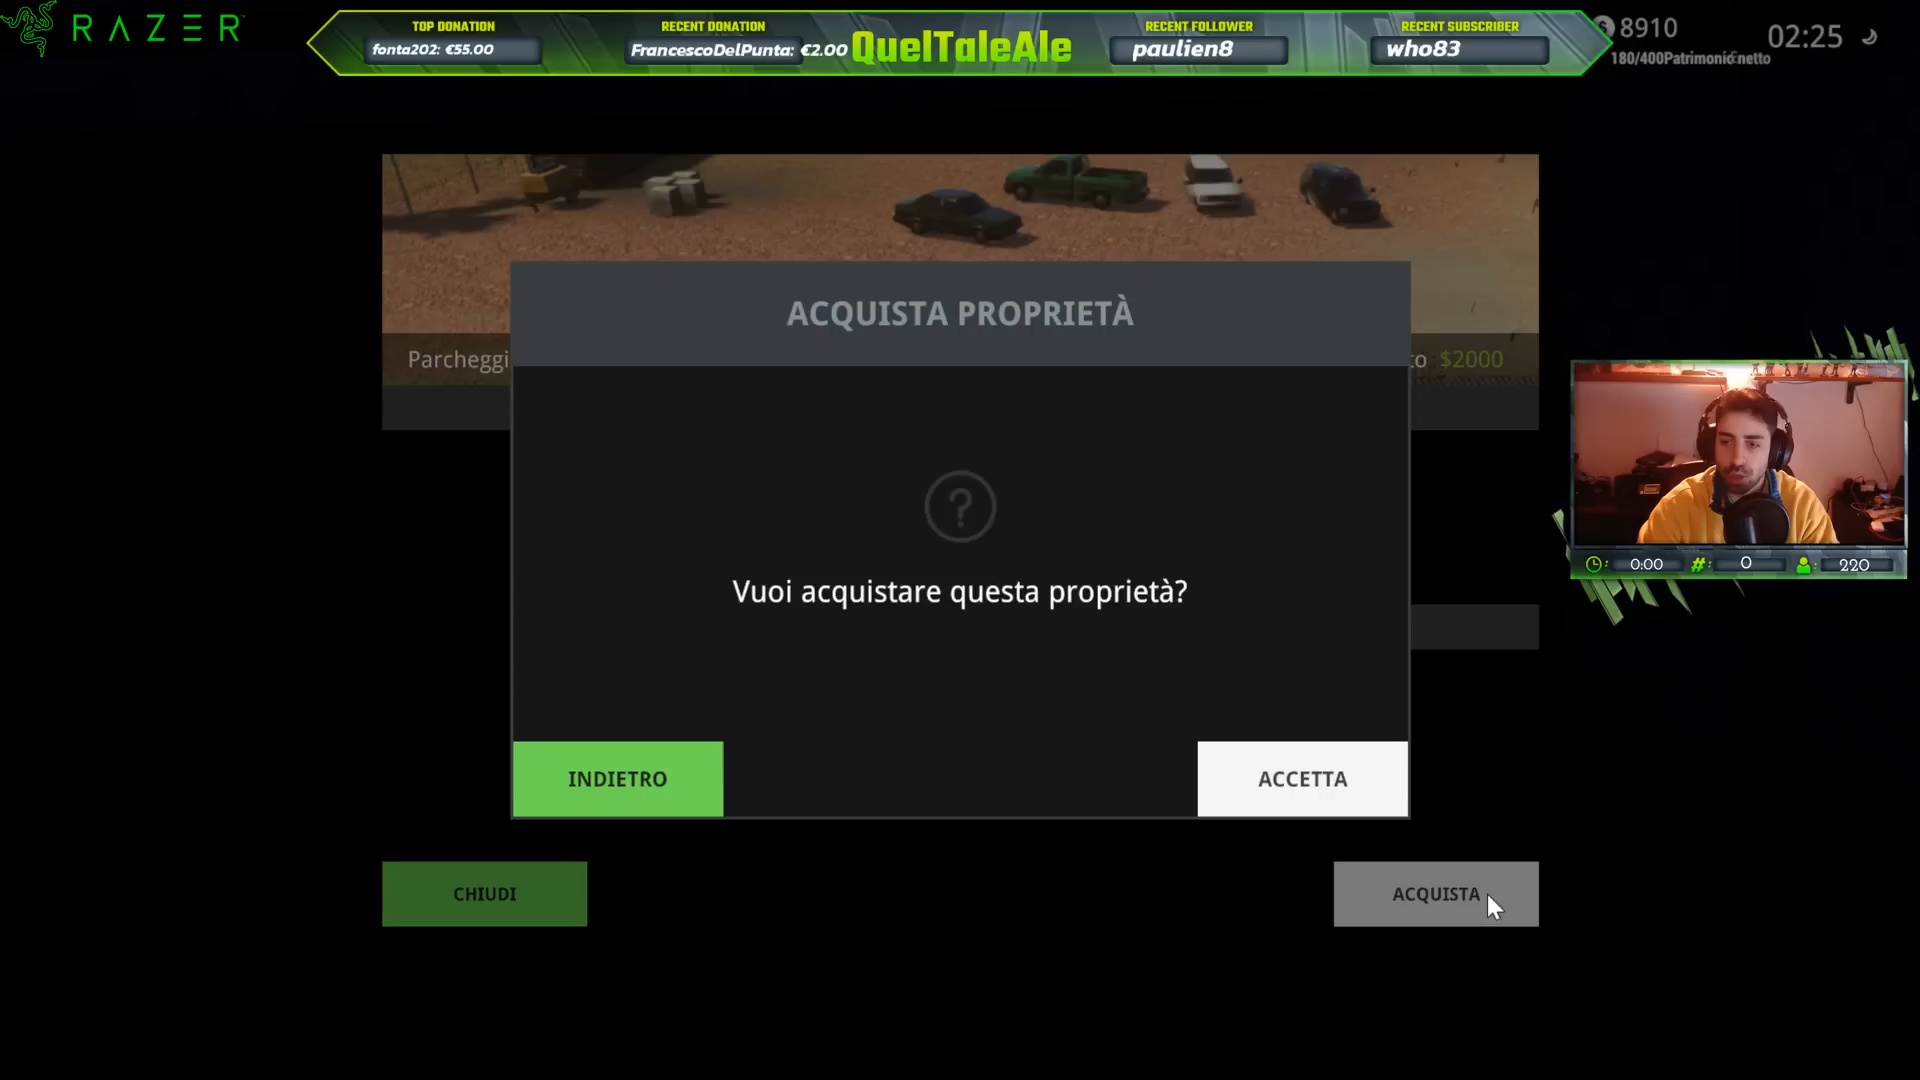 RAZER
TOP DONATION
fonta202: €55.00
RECENT DONATION
FrancescoDelPunta: €2.00
QuelTaleAle
RECENT FOLLOWER
paulien8
RECENT SUBSCRIBER
who83
$ 8910
180/400Patrimonio netto
02:25
ACQUISTA PROPRIETÀ
Parcheggi
to $2000
?
Vuoi acquistare questa proprietà?
INDIETRO
ACCETTA
CHIUDI
ACQUISTA
: 0:00 #: 0 : 220